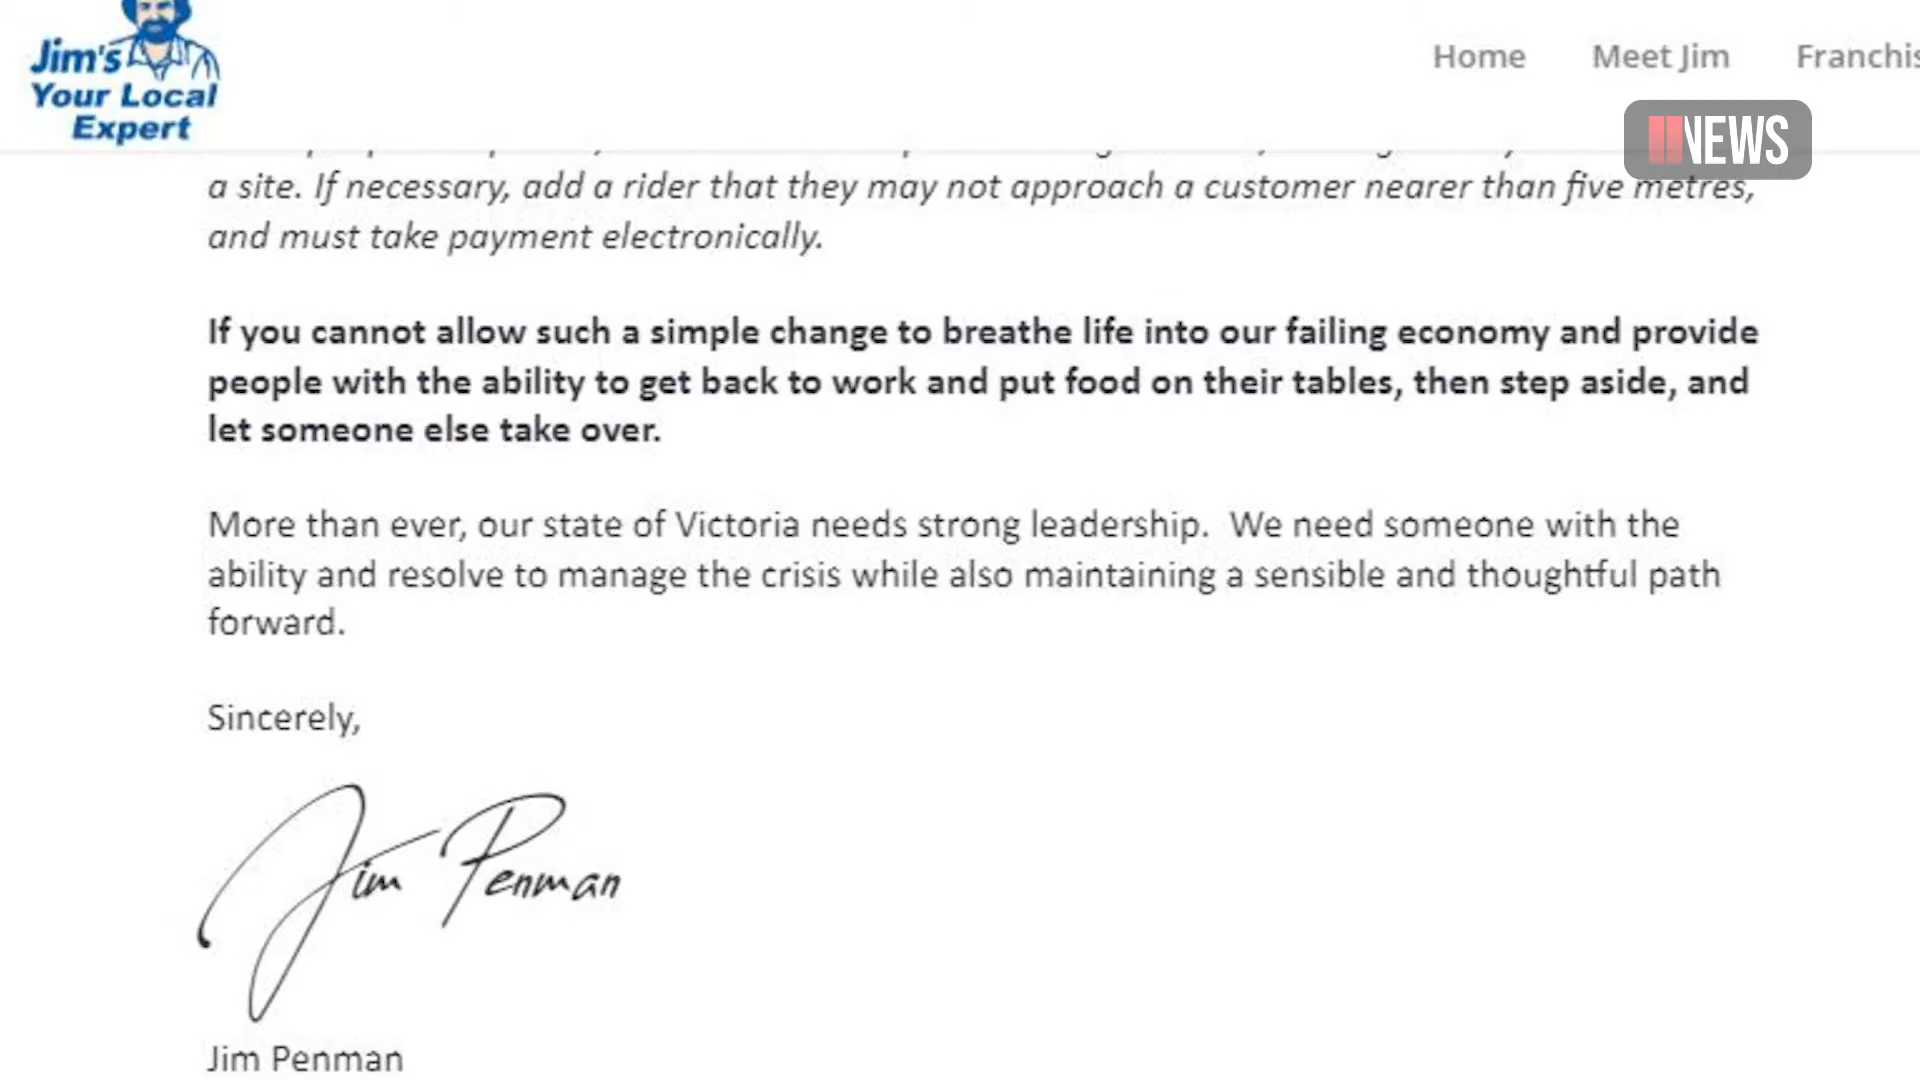 Jim's
Your Local
Expert
Home Meet Jim
NEWS
a site. If necessary, add a rider that they may not approach a customer nearer than five metres,
and must take payment electronically.
If you cannot allow such a simple change to breathe life into our failing economy and provide
people with the ability to get back to work and put food on their tables, then step aside, and
let someone else take over.
More than ever, our state of Victoria needs strong leadership. We need someone with the
ability and resolve to manage the crisis while also maintaining a sensible and thoughtful path
forward.
Sincerely,
Jim Penman
Jim Penman